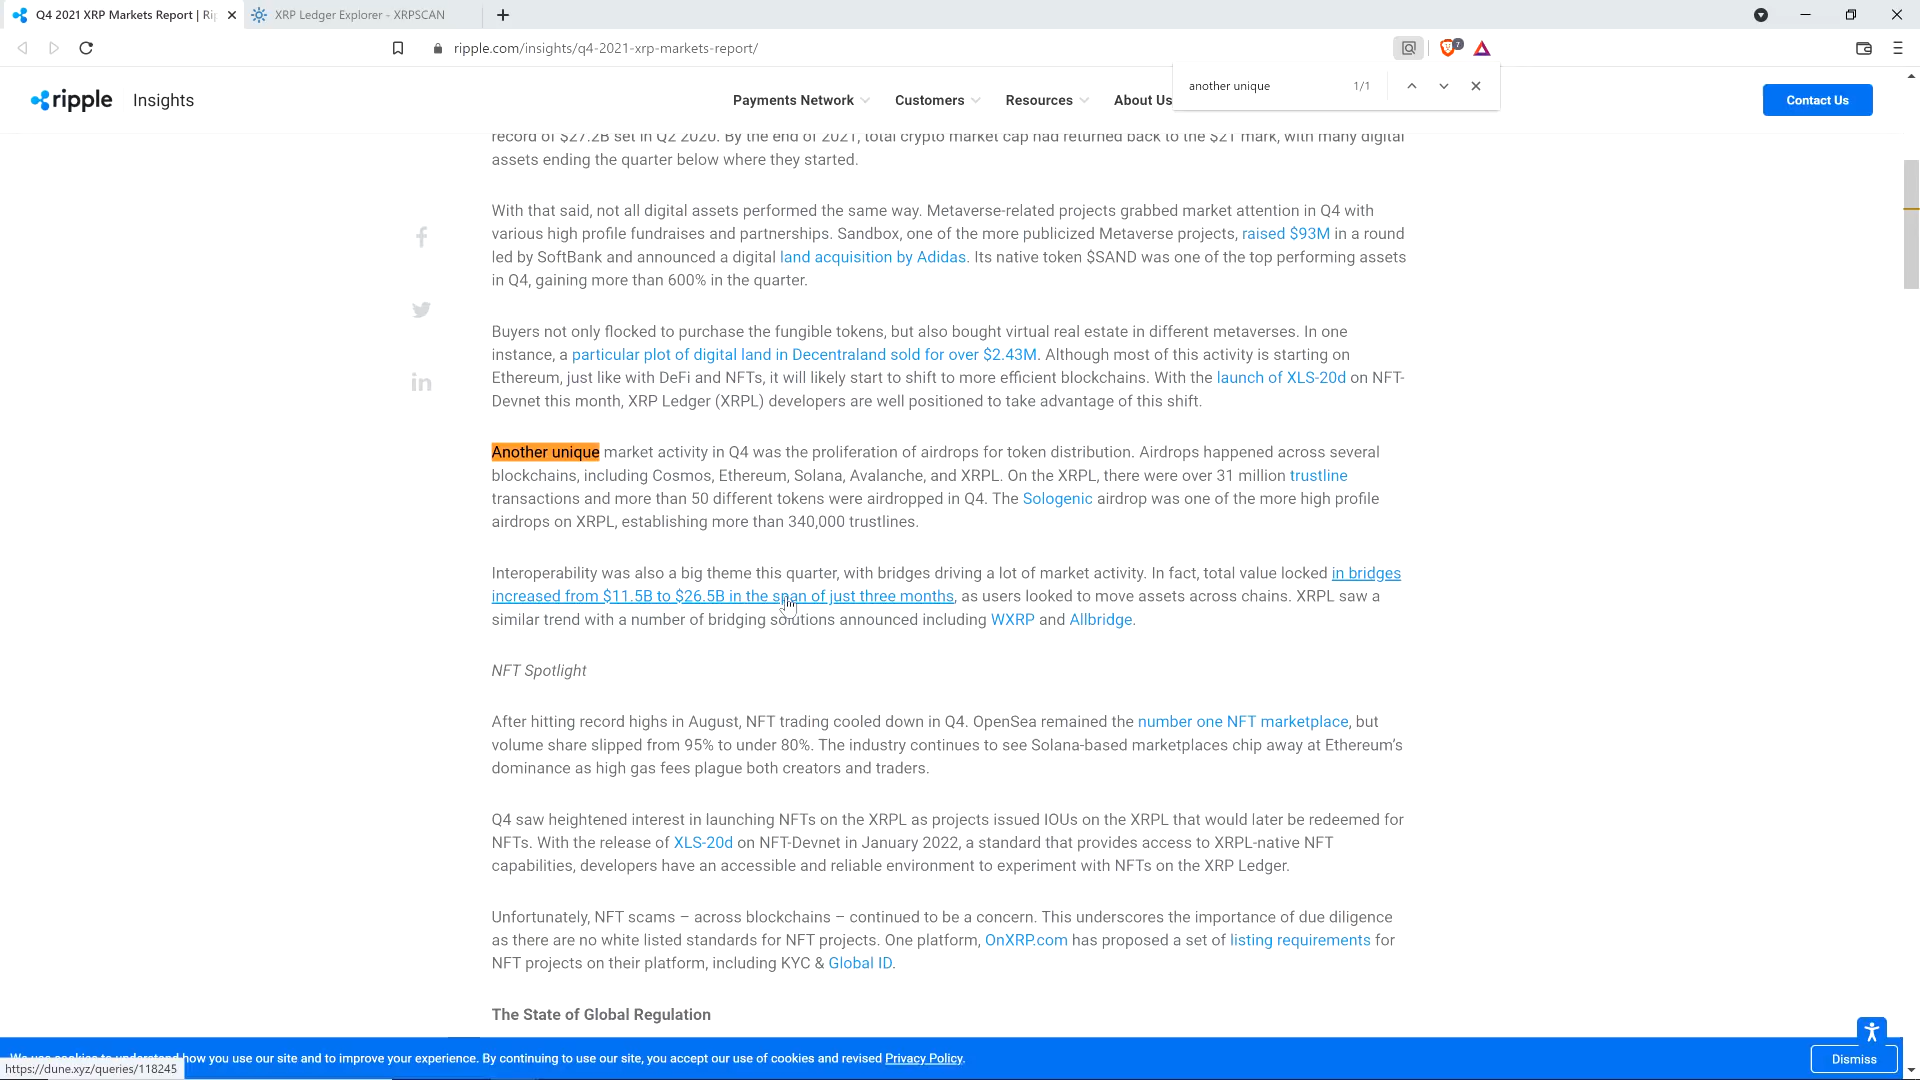 Q4 2021 XRP Markets Report | Rip
XRP Ledger Explorer - XRPSCAN
ripple.com/insights/q4-2021-xrp-markets-report/
7
another unique
1/1
ripple
Insights
Payments Network
Customers
Resources
About Us
Contact Us
record of $27.2B set in Q2 2020. By the end of 2021, total crypto market cap had returned back to the $2T mark, with many digital
assets ending the quarter below where they started.
With that said, not all digital assets performed the same way. Metaverse-related projects grabbed market attention in Q4 with
various high profile fundraises and partnerships. Sandbox, one of the more publicized Metaverse projects, raised $93M in a round
led by SoftBank and announced a digital land acquisition by Adidas. Its native token $SAND was one of the top performing assets
in Q4, gaining more than 600% in the quarter.
Buyers not only flocked to purchase the fungible tokens, but also bought virtual real estate in different metaverses. In one
instance, a particular plot of digital land in Decentraland sold for over $2.43M. Although most of this activity is starting on
Ethereum, just like with DeFi and NFTs, it will likely start to shift to more efficient blockchains. With the launch of XLS-20d on NFT-
Devnet this month, XRP Ledger (XRPL) developers are well positioned to take advantage of this shift.
Another unique market activity in Q4 was the proliferation of airdrops for token distribution. Airdrops happened across several
blockchains, including Cosmos, Ethereum, Solana, Avalanche, and XRPL. On the XRPL, there were over 31 million trustline
transactions and more than 50 different tokens were airdropped in Q4. The Sologenic airdrop was one of the more high profile
airdrops on XRPL, establishing more than 340,000 trustlines.
Interoperability was also a big theme this quarter, with bridges driving a lot of market activity. In fact, total value locked in bridges
increased from $11.5B to $26.5B in the span of just three months, as users looked to move assets across chains. XRPL saw a
similar trend with a number of bridging solutions announced including WXRP and Allbridge.
NFT Spotlight
After hitting record highs in August, NFT trading cooled down in Q4. OpenSea remained the number one NFT marketplace, but
volume share slipped from 95% to under 80%. The industry continues to see Solana-based marketplaces chip away at Ethereum’s
dominance as high gas fees plague both creators and traders.
Q4 saw heightened interest in launching NFTs on the XRPL as projects issued IOUs on the XRPL that would later be redeemed for
NFTs. With the release of XLS-20d on NFT-Devnet in January 2022, a standard that provides access to XRPL-native NFT
capabilities, developers have an accessible and reliable environment to experiment with NFTs on the XRP Ledger.
Unfortunately, NFT scams – across blockchains – continued to be a concern. This underscores the importance of due diligence
as there are no white listed standards for NFT projects. One platform, OnXRP.com has proposed a set of listing requirements for
NFT projects on their platform, including KYC & Global ID.
The State of Global Regulation
We use cookies to understand how you use our site and to improve your experience. By continuing to use our site, you accept our use of cookies and revised Privacy Policy.
Dismiss
https://dune.xyz/queries/118245